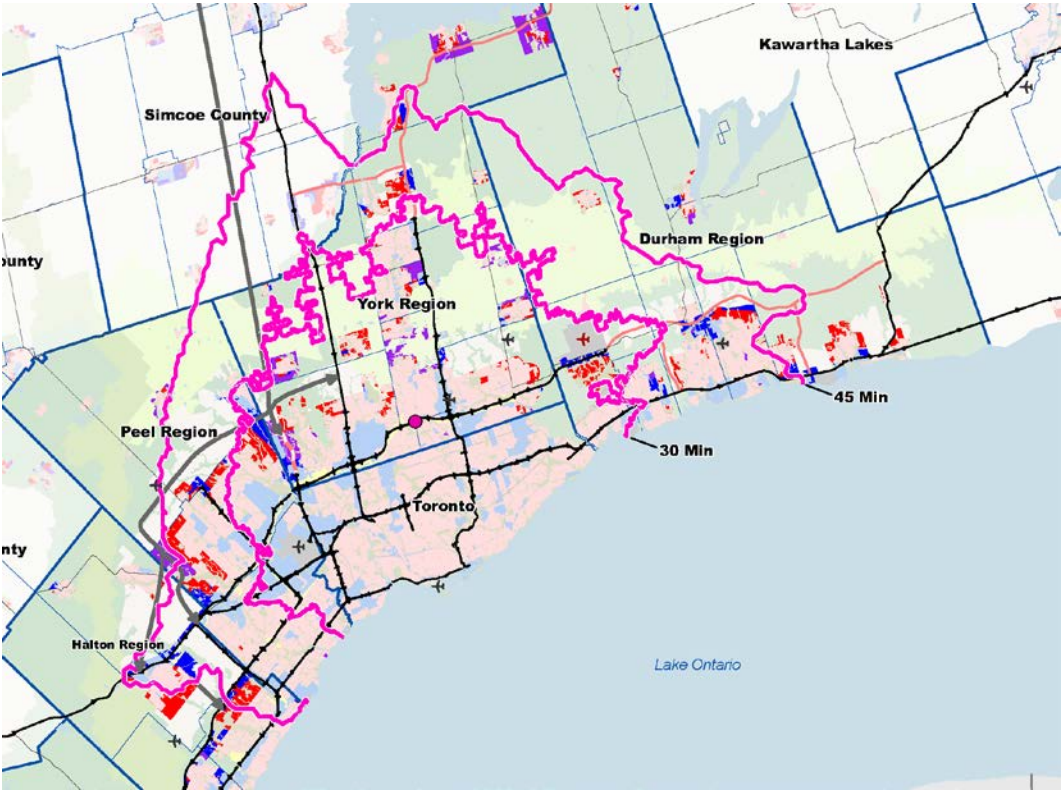 Kawartha Lakes
Simcoe County
Durham Region
ounty
York Region
45 Min
Peel Region
30 Min
Toronto
nty
Halton Region
Lake Ontario